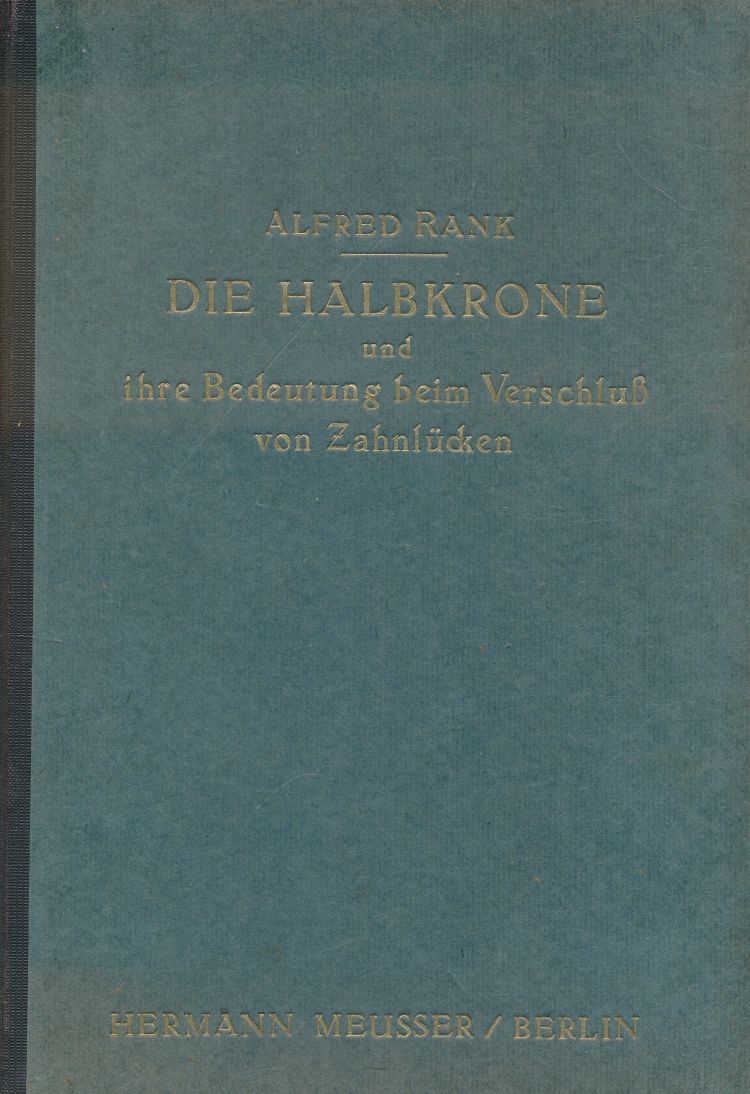 ALFRED RANK
DIE HALBKRONE
und
ihre Bedeutung beim Verschluß
von Zahnlücken
HERMANN MEUSSER / BERLIN